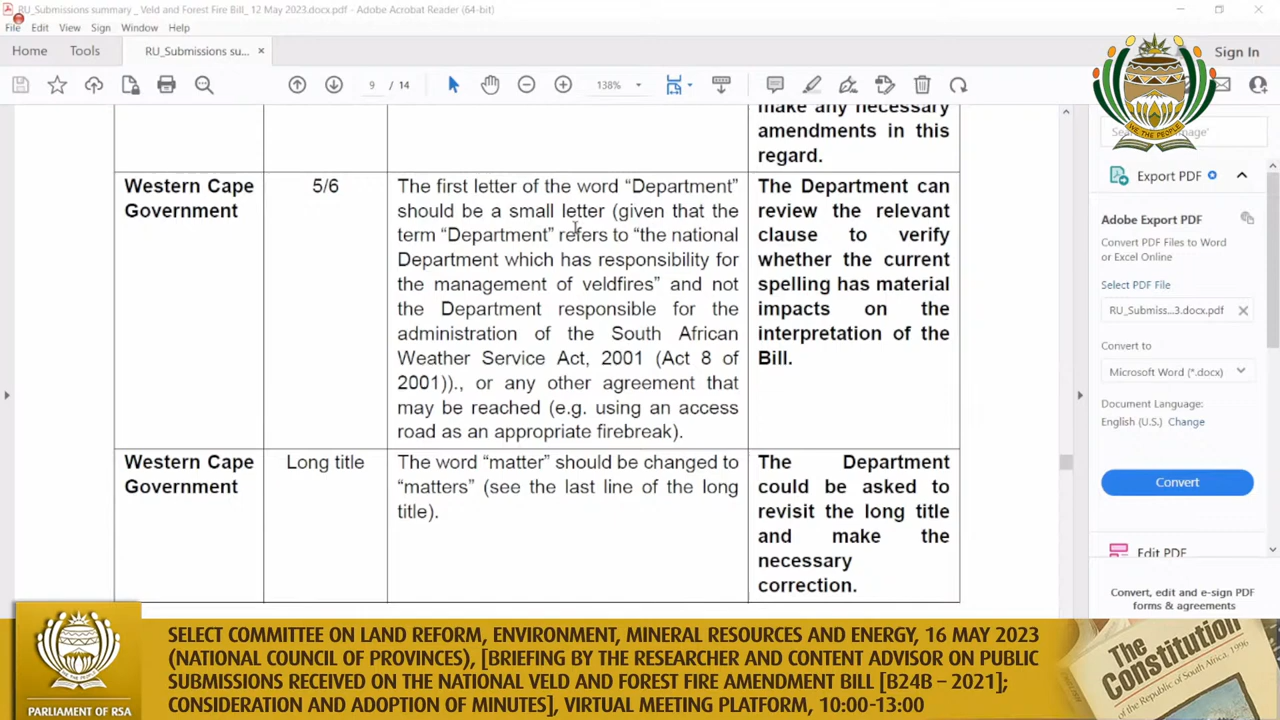 RU_Submissions summary _ Veld and Forest Fire Bill_ 12 May 2023.docx.pdf - Adobe Acrobat Reader (64-bit)
File Edit View Sign Window Help
Home Tools RU_Submissions su... × Sign In
9 / 14 138%
make any necessary
amendments in this
regard.
Western Cape
Government
5/6
The first letter of the word “Department”
should be a small letter (given that the
term “Department” refers to “the national
Department which has responsibility for
the management of veldfires” and not
the Department responsible for the
administration of the South African
Weather Service Act, 2001 (Act 8 of
2001))., or any other agreement that
may be reached (e.g. using an access
road as an appropriate firebreak).
The Department can
review the relevant
clause to verify
whether the current
spelling has material
impacts on the
interpretation of the
Bill.
Western Cape
Government
Long title
The word “matter” should be changed to
“matters” (see the last line of the long
title).
The Department
could be asked to
revisit the long title
and make the
necessary
correction.
WE THE PEOPLE
Export PDF
Adobe Export PDF
Convert PDF Files to Word
or Excel Online
Select PDF File
RU_Submiss...3.docx.pdf
Convert to
Microsoft Word (*.docx)
Document Language:
English (U.S.) Change
Convert
Edit PDF
Convert, edit and e-sign PDF
forms & agreements
PARLIAMENT OF RSA
SELECT COMMITTEE ON LAND REFORM, ENVIRONMENT, MINERAL RESOURCES AND ENERGY, 16 MAY 2023
(NATIONAL COUNCIL OF PROVINCES), [BRIEFING BY THE RESEARCHER AND CONTENT ADVISOR ON PUBLIC
SUBMISSIONS RECEIVED ON THE NATIONAL VELD AND FOREST FIRE AMENDMENT BILL [B24B – 2021];
CONSIDERATION AND ADOPTION OF MINUTES], VIRTUAL MEETING PLATFORM, 10:00-13:00
The
Constitution
of the Republic of South Africa, 1996